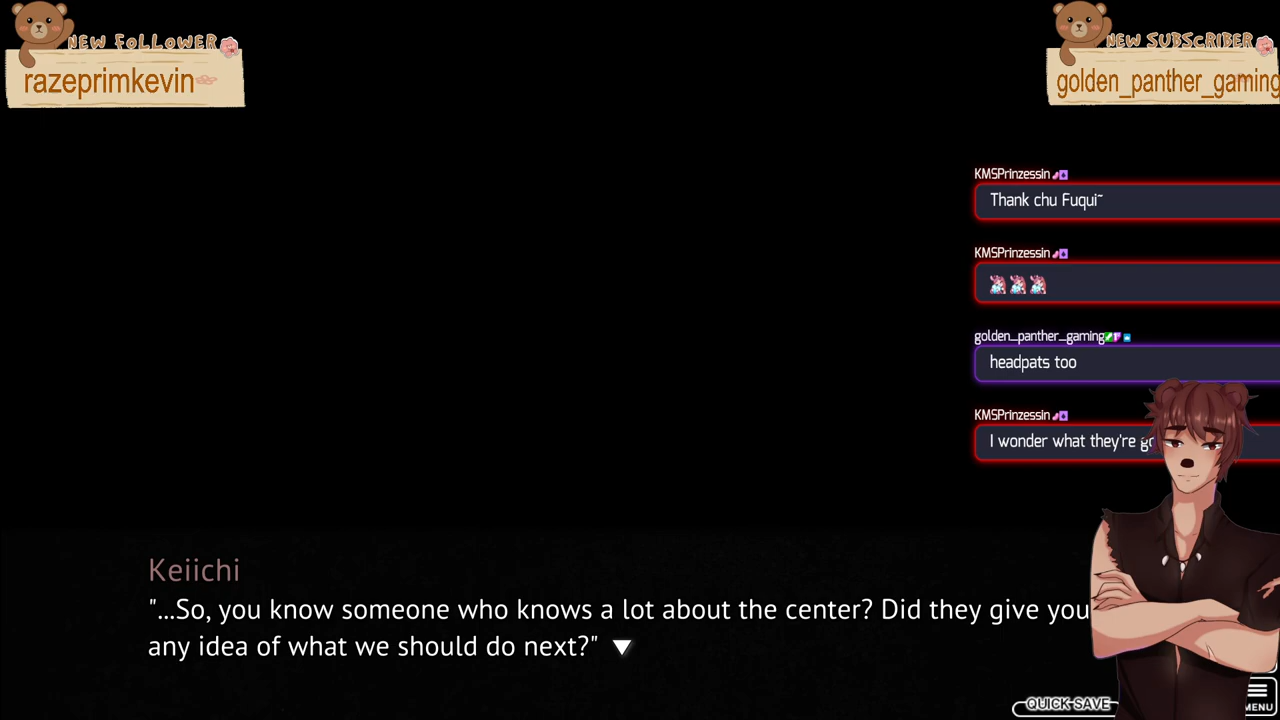 NEW FOLLOWER
razeprimkevin
NEW SUBSCRIBER
golden_panther_gaming
KMSPrinzessin
Thank chu Fuqui~
KMSPrinzessin
golden_panther_gaming
headpats too
KMSPrinzessin
I wonder what they're
Keiichi
"...So, you know someone who knows a lot about the center? Did they give you
any idea of what we should do next?"
QUICK SAVE
MENU